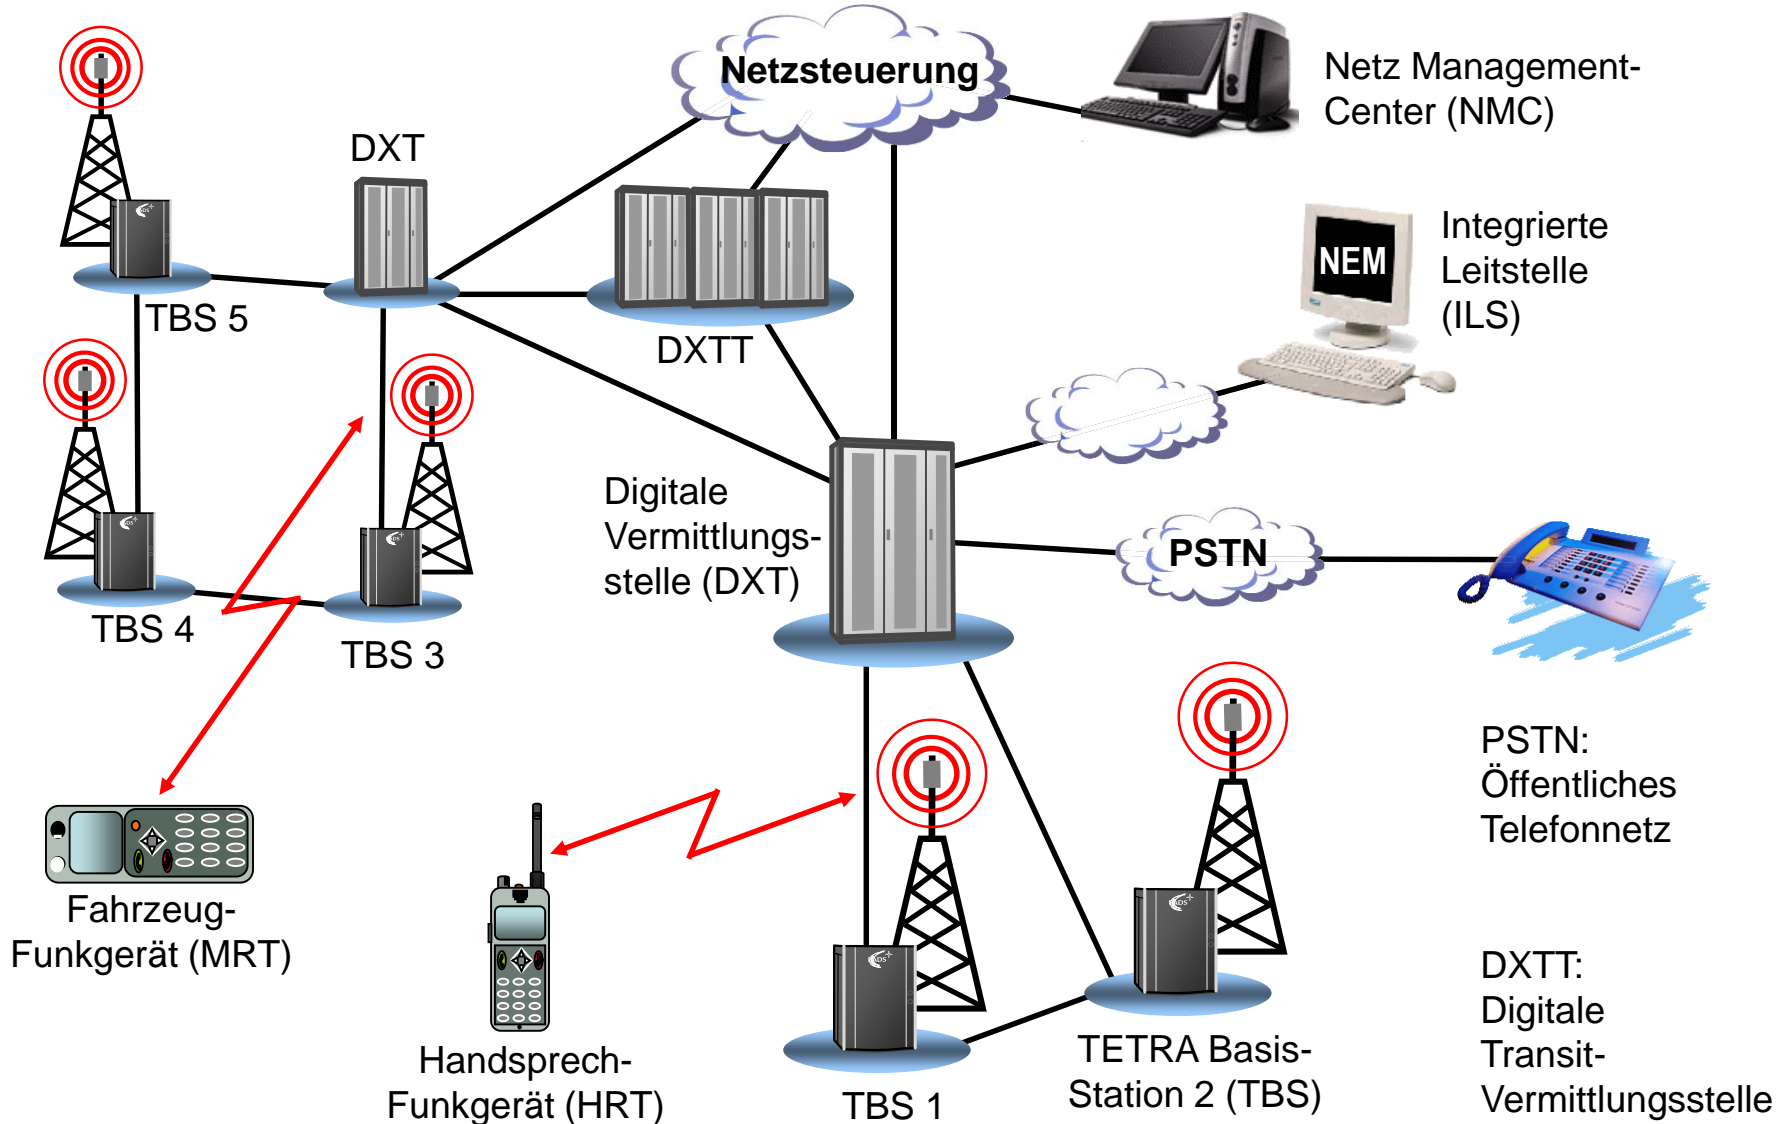 Netzsteuerung
Netz Management-
Center (NMC)
DXT
NEM
Integrierte
Leitstelle
(ILS)
TBS 5
DXTT
Digitale
Vermittlungs-
stelle (DXT)
PSTN
TBS 4
TBS 3
PSTN:
Öffentliches
Telefonnetz
Fahrzeug-
Funkgerät (MRT)
Handsprech-
Funkgerät (HRT)
TBS 1
TETRA Basis-
Station 2 (TBS)
DXTT:
Digitale
Transit-
Vermittlungsstelle